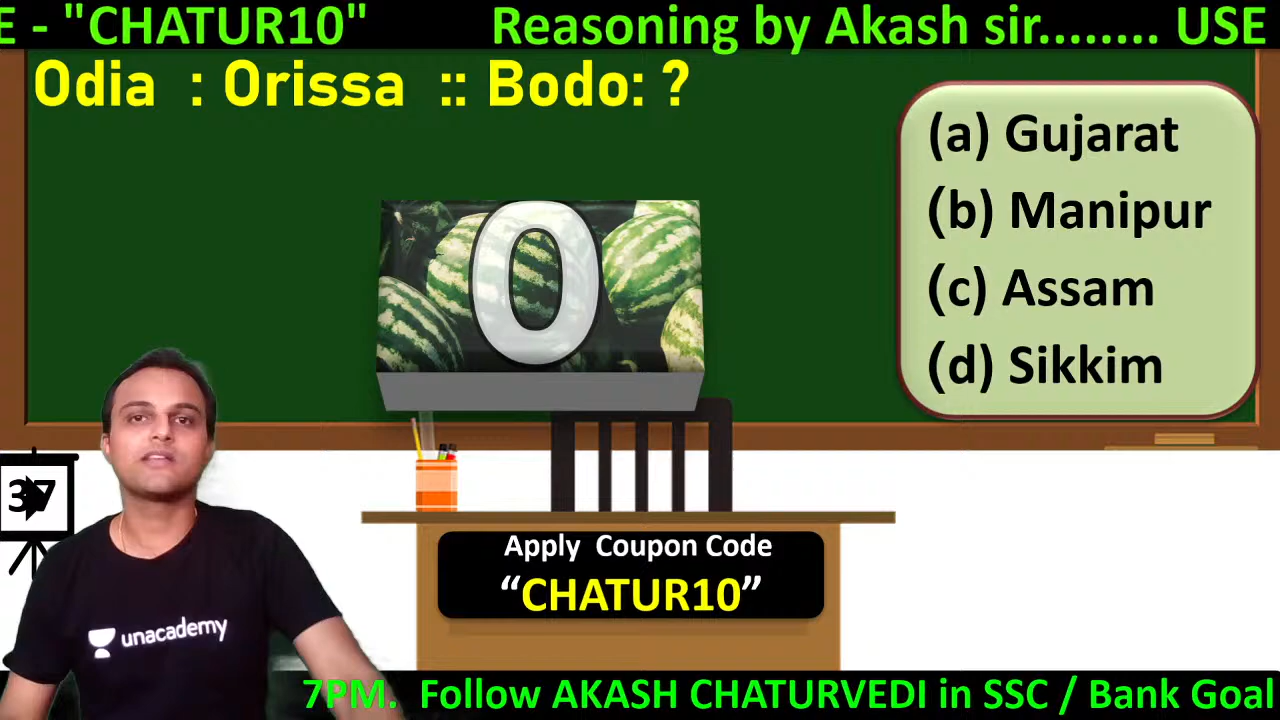 E - "CHATUR10" Reasoning by Akash sir........ USE
Odia : Orissa :: Bodo: ?
(a) Gujarat
(b) Manipur
(c) Assam
(d) Sikkim
0
37
Apply Coupon Code
“CHATUR10”
unacademy
7PM. Follow AKASH CHATURVEDI in SSC / Bank Goal